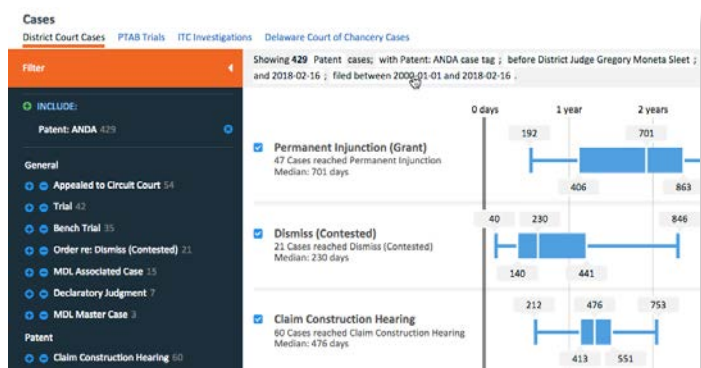 Cases
District Court Cases PTAB Trials ITC Investigations Delaware Court of Chancery Cases
Filter
Showing 429 Patent cases; with Patent: ANDA case tag ; before District Judge Gregory Moneta Sleet ;
and 2018-02-16 ; filed between 2009-01-01 and 2018-02-16 .
INCLUDE:
Patent: ANDA 429
General
Appealed to Circuit Court 54
Trial 42
Bench Trial 35
Order re: Dismiss (Contested) 21
MDL Associated Case 15
Declaratory Judgment 7
MDL Master Case 3
Patent
Claim Construction Hearing 60
0 days 1 year 2 years
192 701
Permanent Injunction (Grant)
47 Cases reached Permanent Injunction
Median: 701 days
406 863
40 230 846
Dismiss (Contested)
21 Cases reached Dismiss (Contested)
Median: 230 days
140 441
212 476 753
Claim Construction Hearing
60 Cases reached Claim Construction Hearing
Median: 476 days
413 551